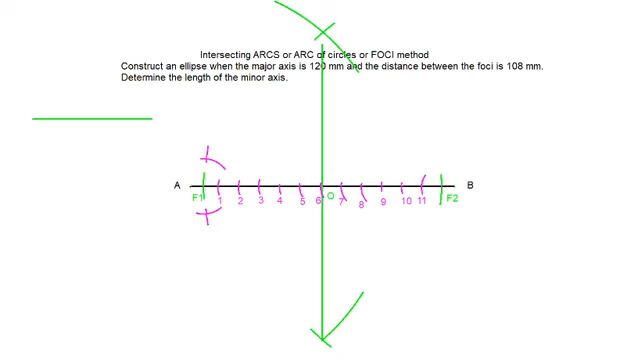 Intersecting ARCS or ARC of circles or FOCI method
Construct an ellipse when the major axis is 120 mm and the distance between the foci is 108 mm.
Determine the length of the minor axis.
A B
F1 1 2 3 4 5 6 O 7 8 9 10 11 F2